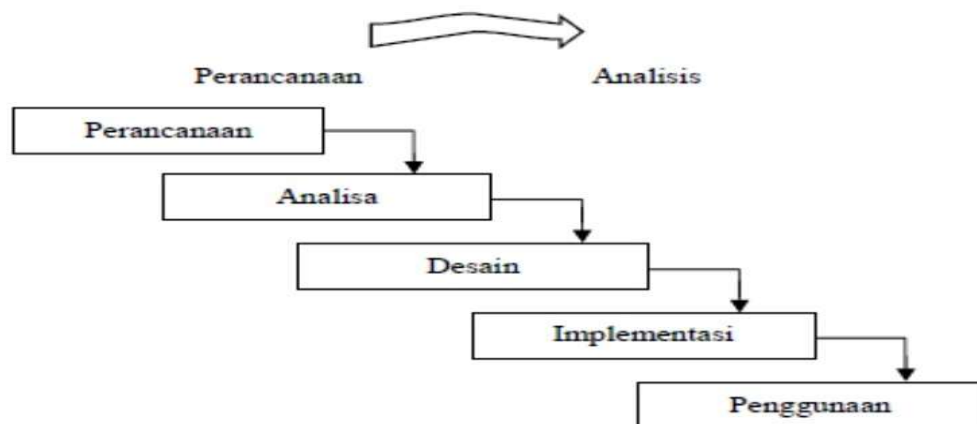 Perancanaan Analisis
Perancanaan
Analisa
Desain
Implementasi
Penggunaan